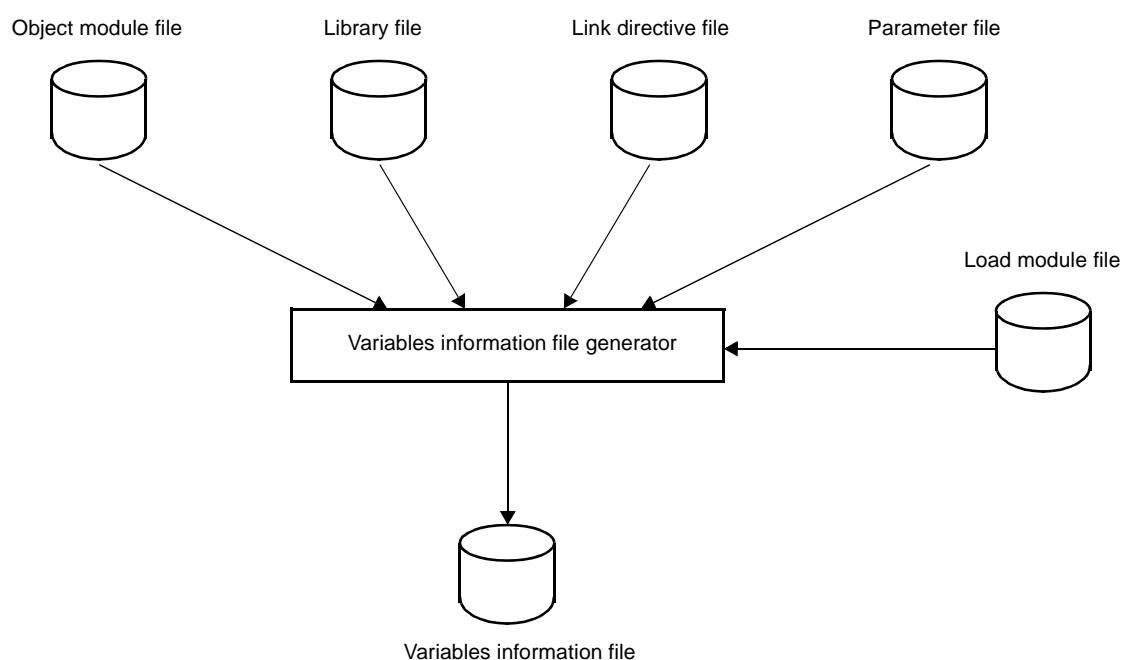 Object module file
Library file
Link directive file
Parameter file
Load module file
Variables information file generator
Variables information file